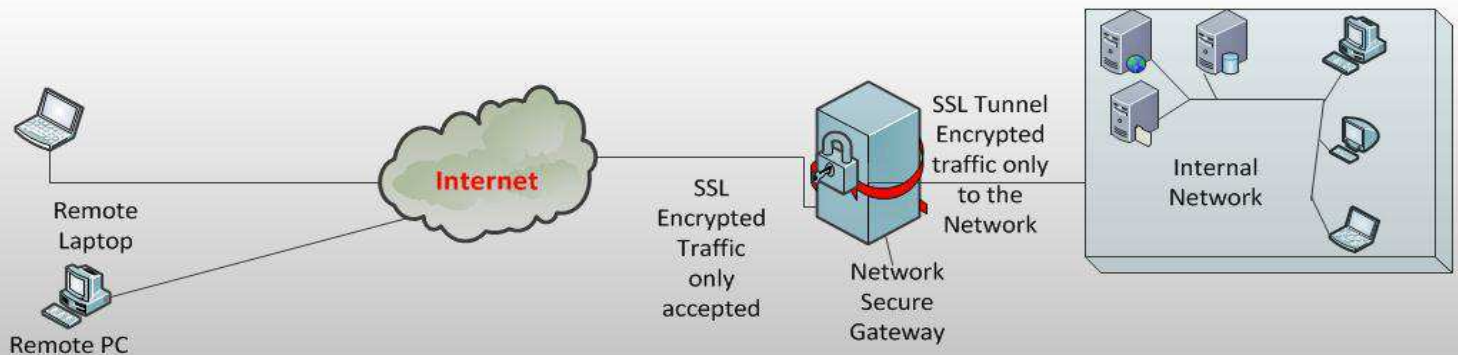 Remote
Laptop
Remote PC
Internet
SSL
Encrypted
Traffic
only
accepted
Network
Secure
Gateway
SSL Tunnel
Encrypted
traffic only
to the
Network
Internal
Network